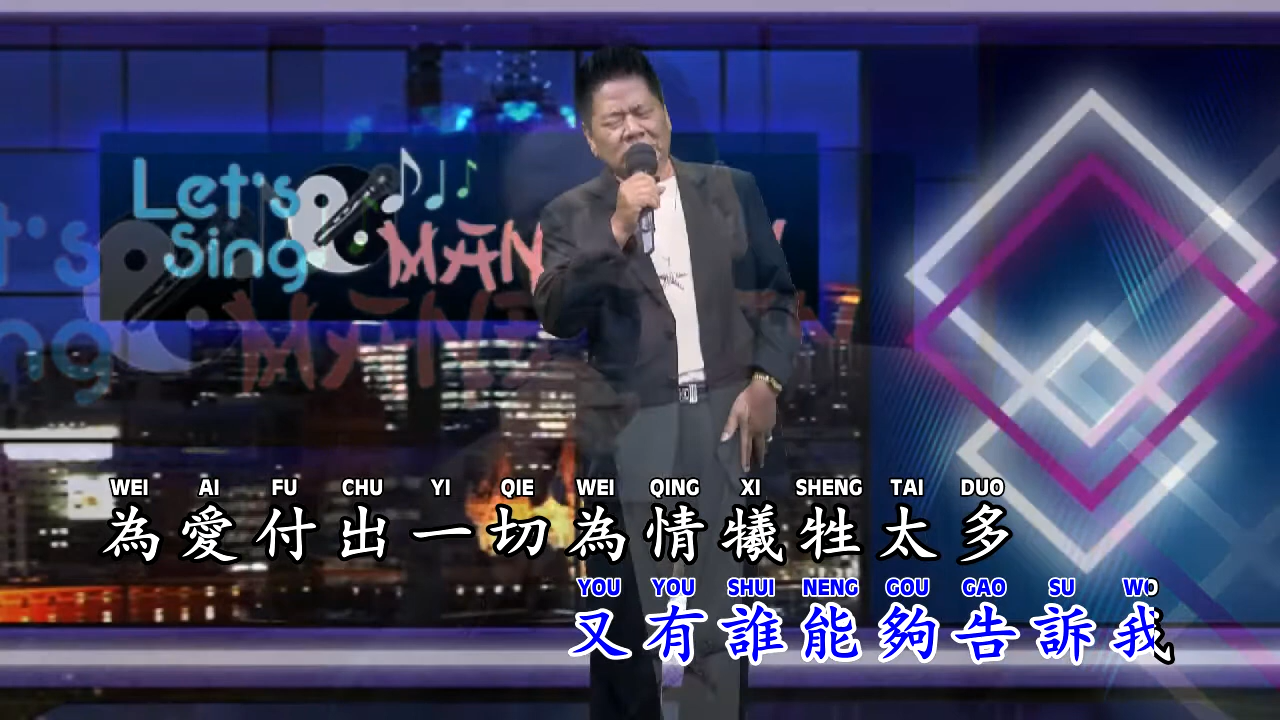 Let's
Sing
MAN
WEI AI FU CHU YI QIE WEI QING XI SHENG TAI DUO
為愛付出一切為情犧牲太多
YOU YOU SHUI NENG GOU GAO SU WO
又有誰能夠告訴我